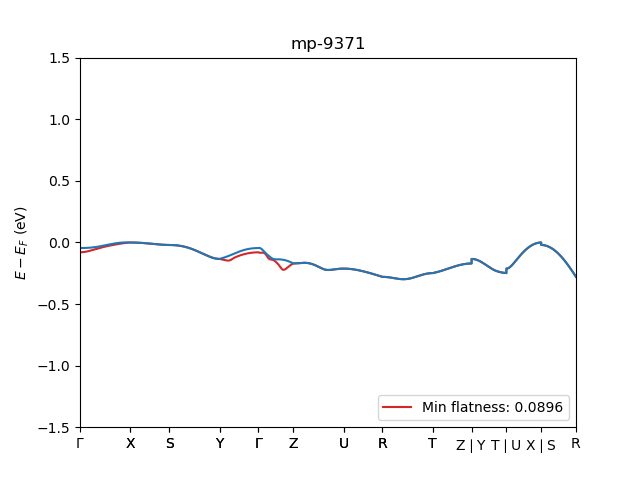 mp-9371
E − E_F (eV)
1.5
1.0
0.5
0.0
−0.5
−1.0
−1.5
Min flatness: 0.0896
Γ X S Y Γ Z U R T Z | Y T | U X | S R